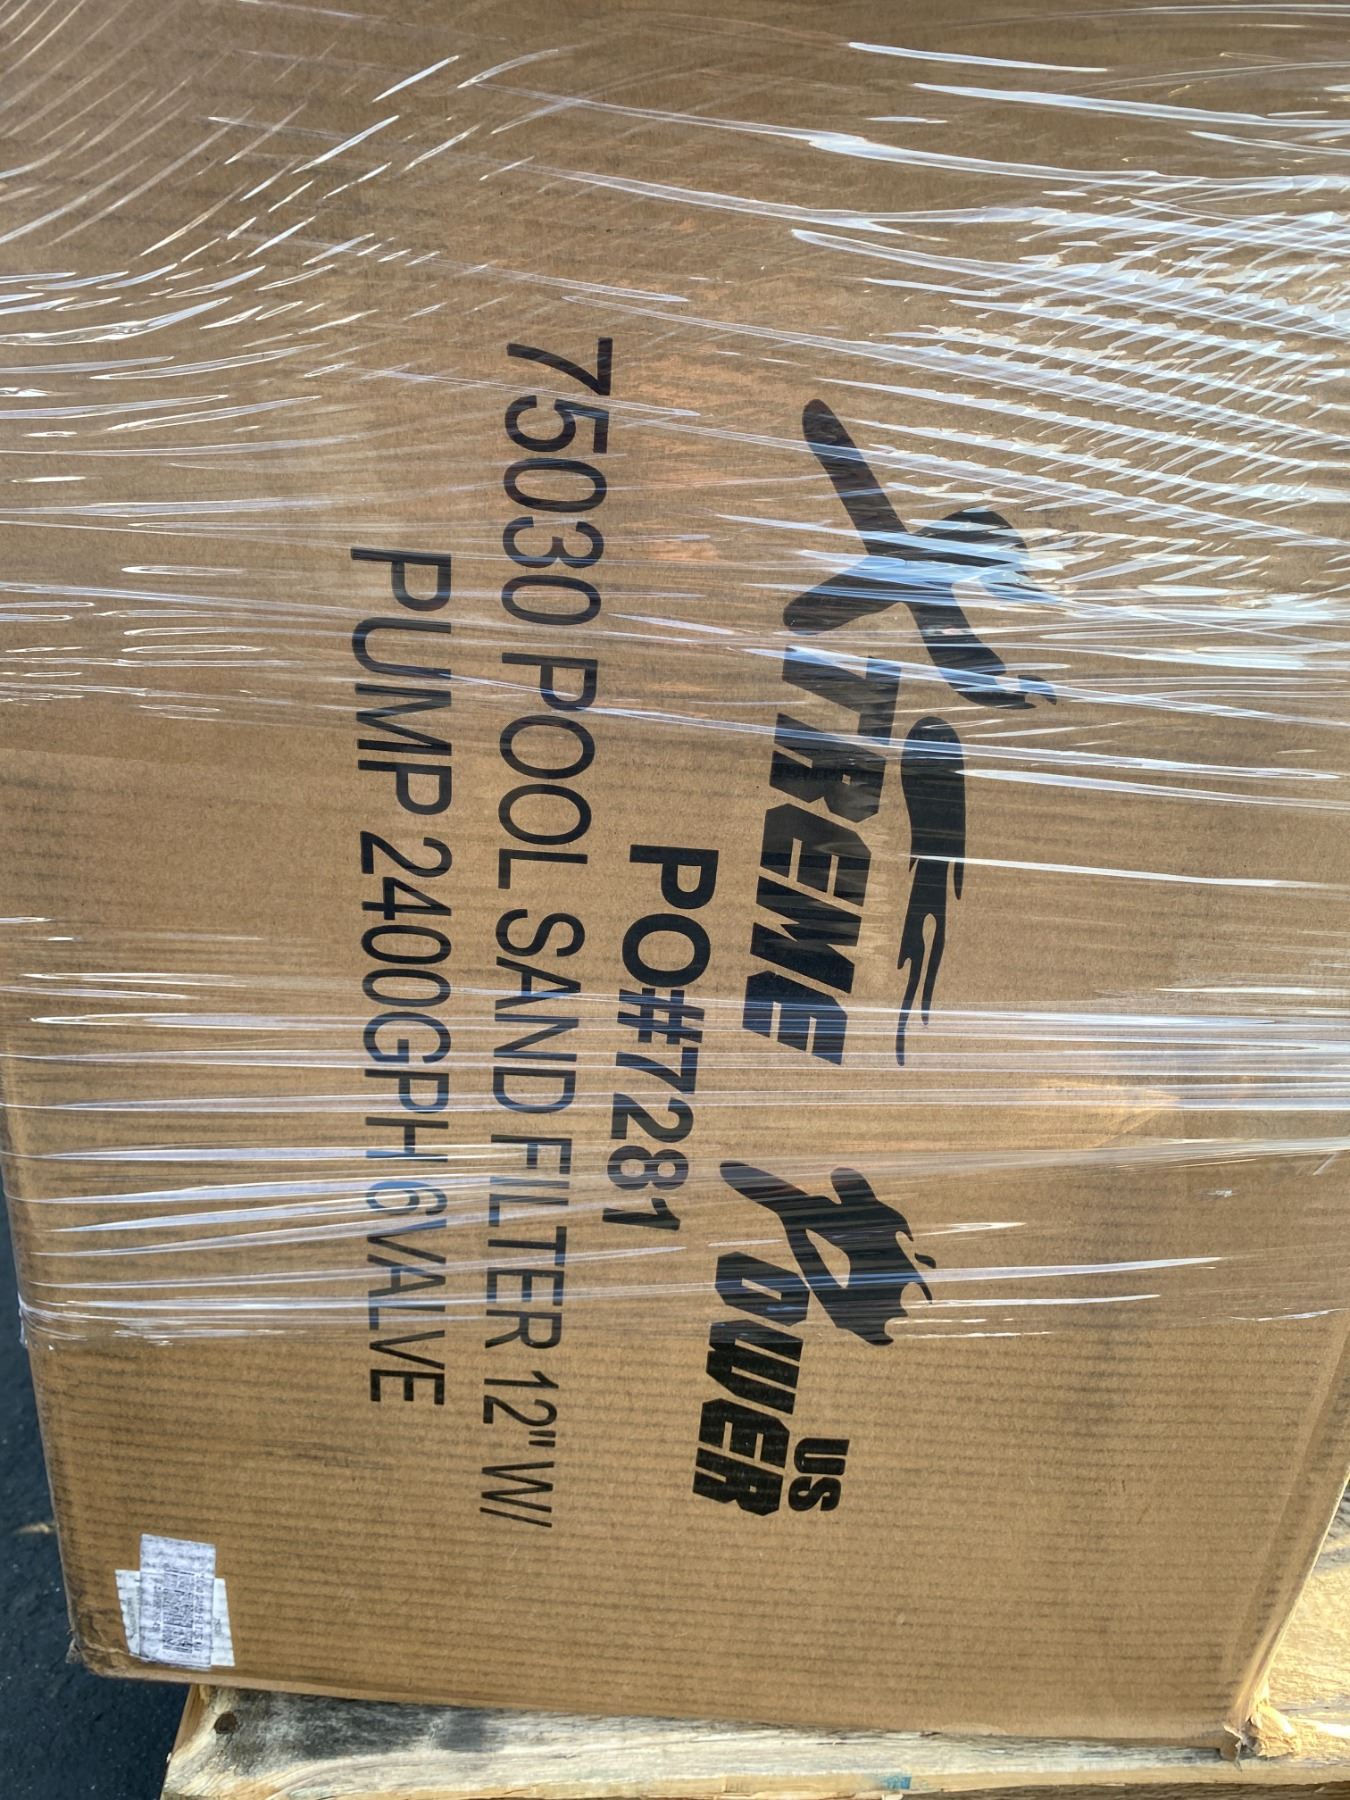 XTREME POWER US
PO#7281
75030 POOL SAND FILTER 12" W/
PUMP 2400GPH 6VALVE